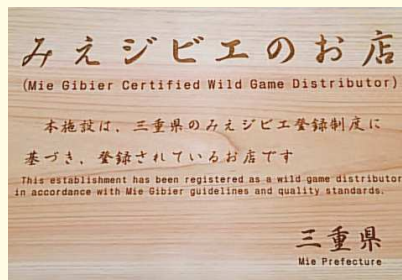 みえジビエのお店
(Mie Gibier Certified Wild Game Distributor)
本施設は、三重県のみえジビエ登録制度に
基づき、登録されているお店です
This establishment has been registered as a wild game distributor
in accordance with Mie Gibier guidelines and quality standards.
三重県
Mie Prefecture